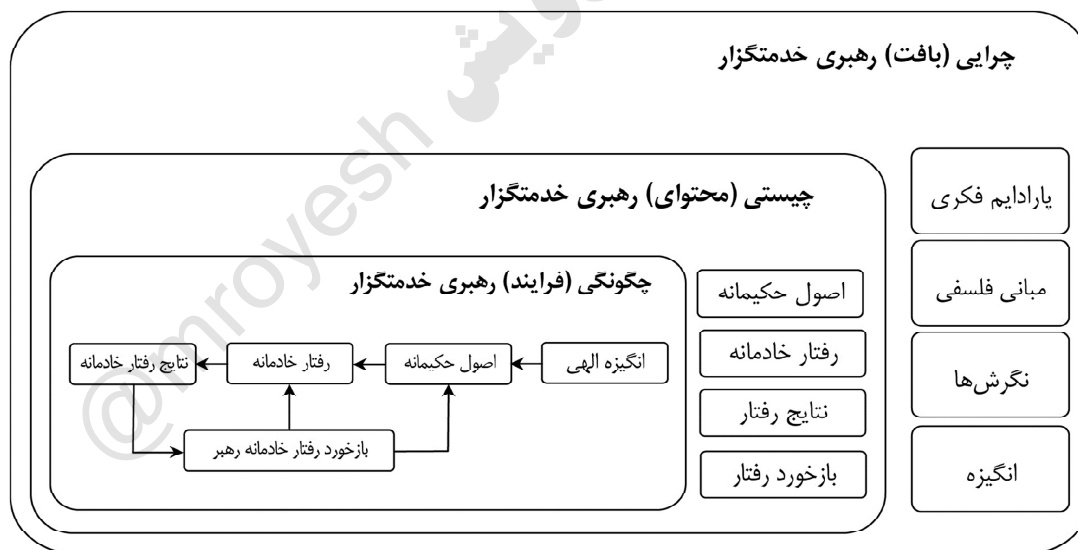 چرایی (بافت) رهبری خدمتگزار
پارادایم فکری
مبانی فلسفی
نگرش‌ها
انگیزه
چیستی (محتوای) رهبری خدمتگزار
اصول حکیمانه
رفتار خادمانه
نتایج رفتار
بازخورد رفتار
چگونگی (فرایند) رهبری خدمتگزار
انگیزه الهی
اصول حکیمانه
رفتار خادمانه
نتایج رفتار خادمانه
بازخورد رفتار خادمانه رهبر
@mroyesh